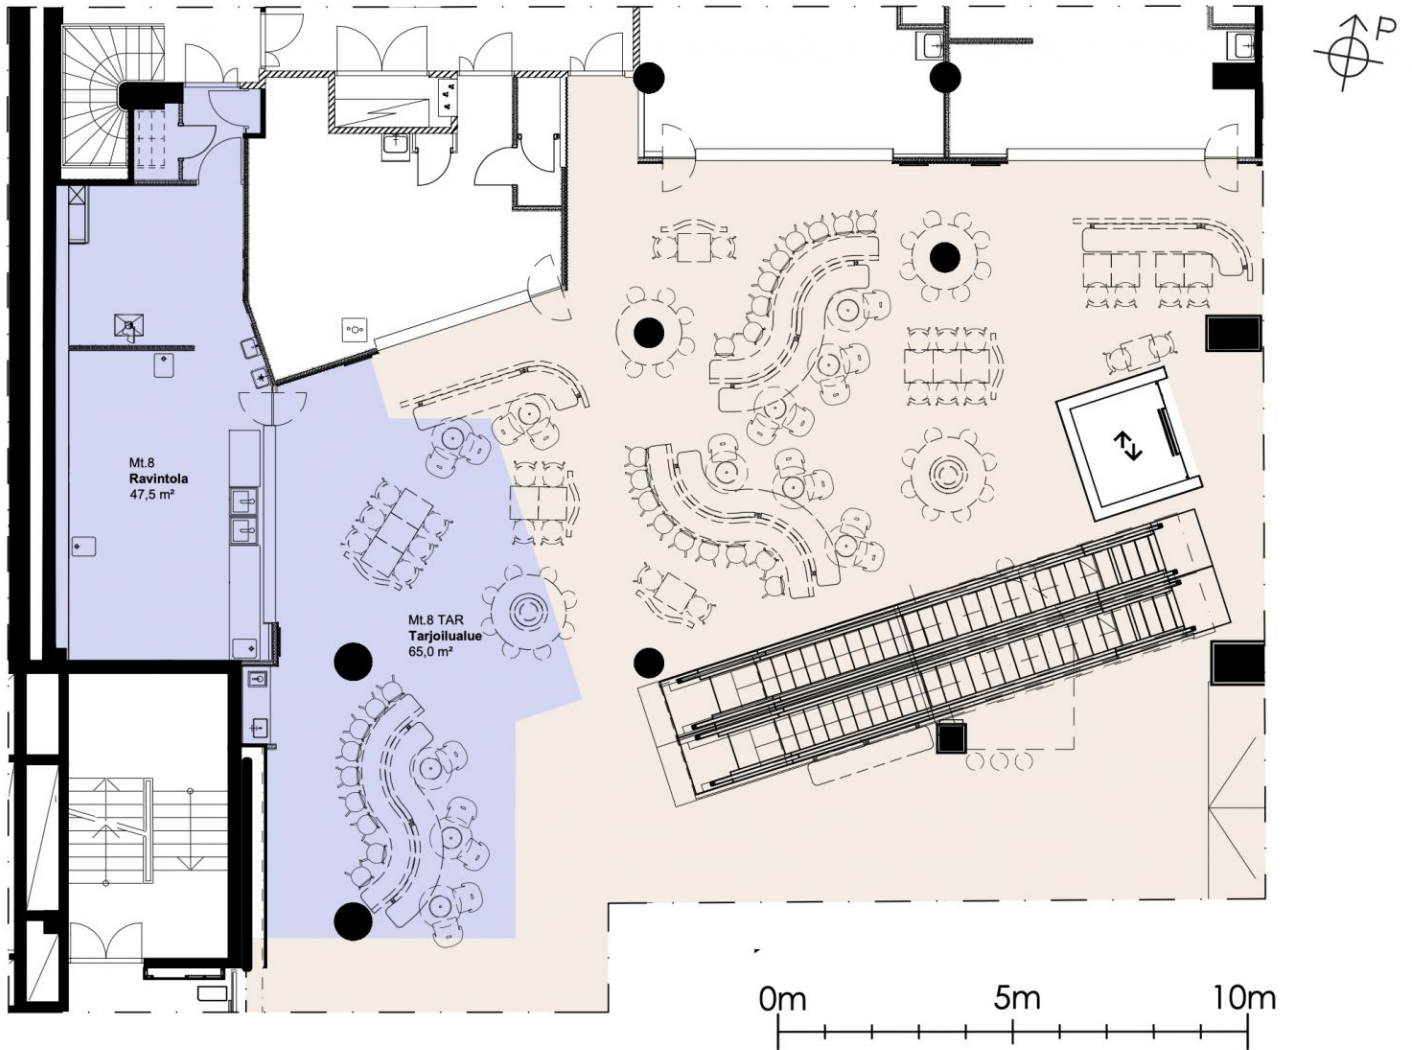 P
Mt.8
Ravintola
47,5 m²
Mt.8 TAR
Tarjoilualue
65,0 m²
0m 5m 10m